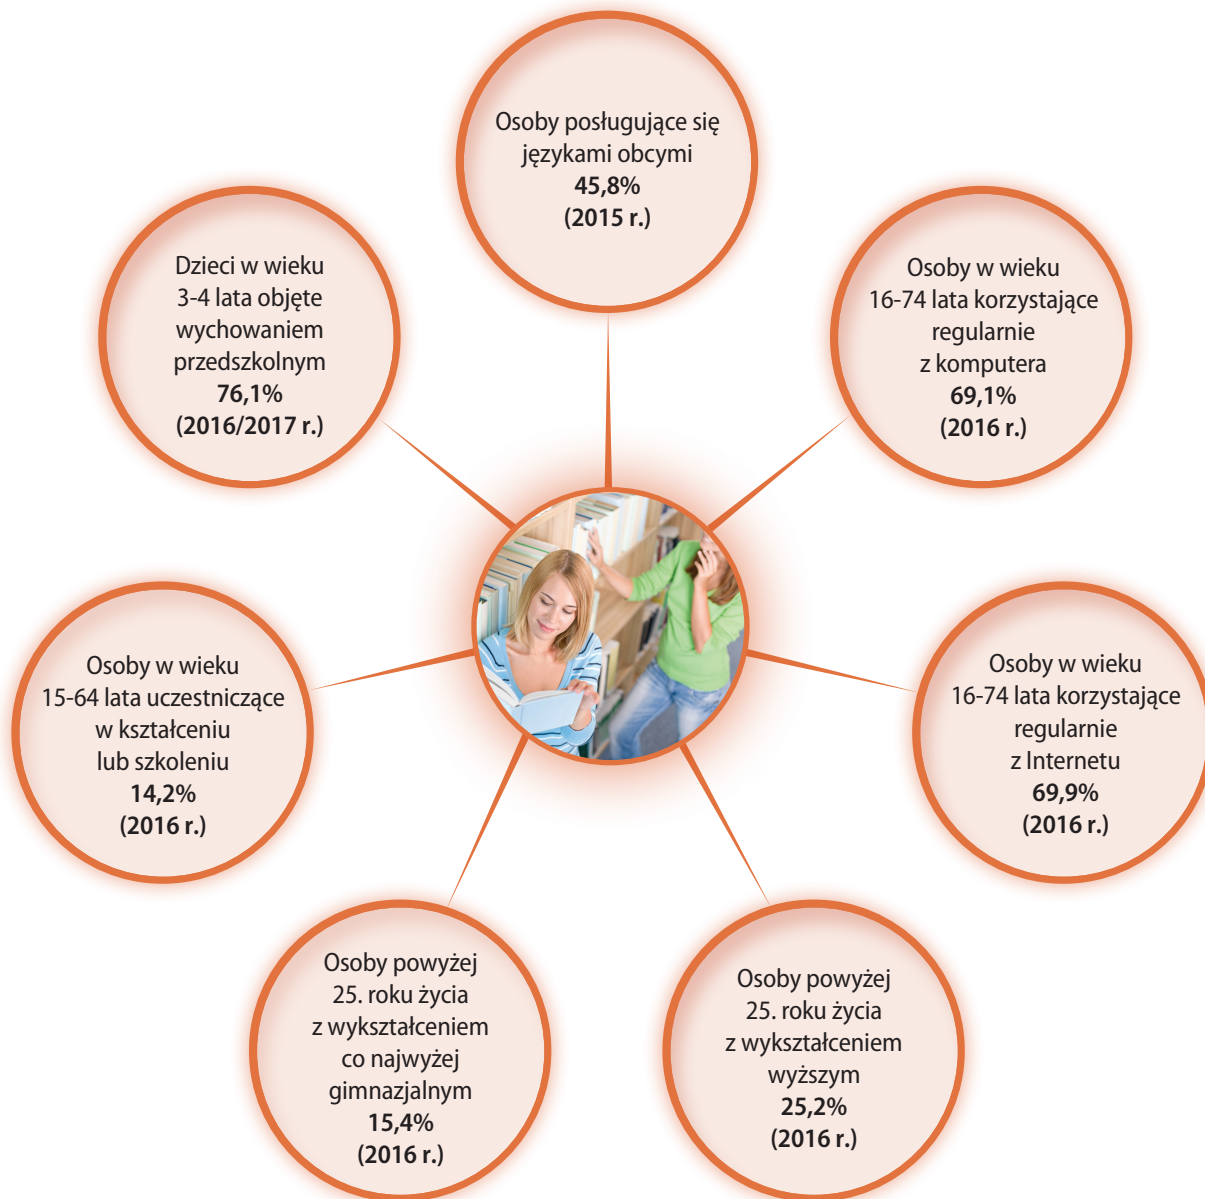 Osoby posługujące się
językami obcymi
45,8%
(2015 r.)
Dzieci w wieku
3-4 lata objęte
wychowaniem
przedszkolnym
76,1%
(2016/2017 r.)
Osoby w wieku
16-74 lata korzystające
regularnie
z komputera
69,1%
(2016 r.)
Osoby w wieku
15-64 lata uczestniczące
w kształceniu
lub szkoleniu
14,2%
(2016 r.)
Osoby w wieku
16-74 lata korzystające
regularnie
z Internetu
69,9%
(2016 r.)
Osoby powyżej
25. roku życia
z wykształceniem
co najwyżej
gimnazjalnym
15,4%
(2016 r.)
Osoby powyżej
25. roku życia
z wykształceniem
wyższym
25,2%
(2016 r.)